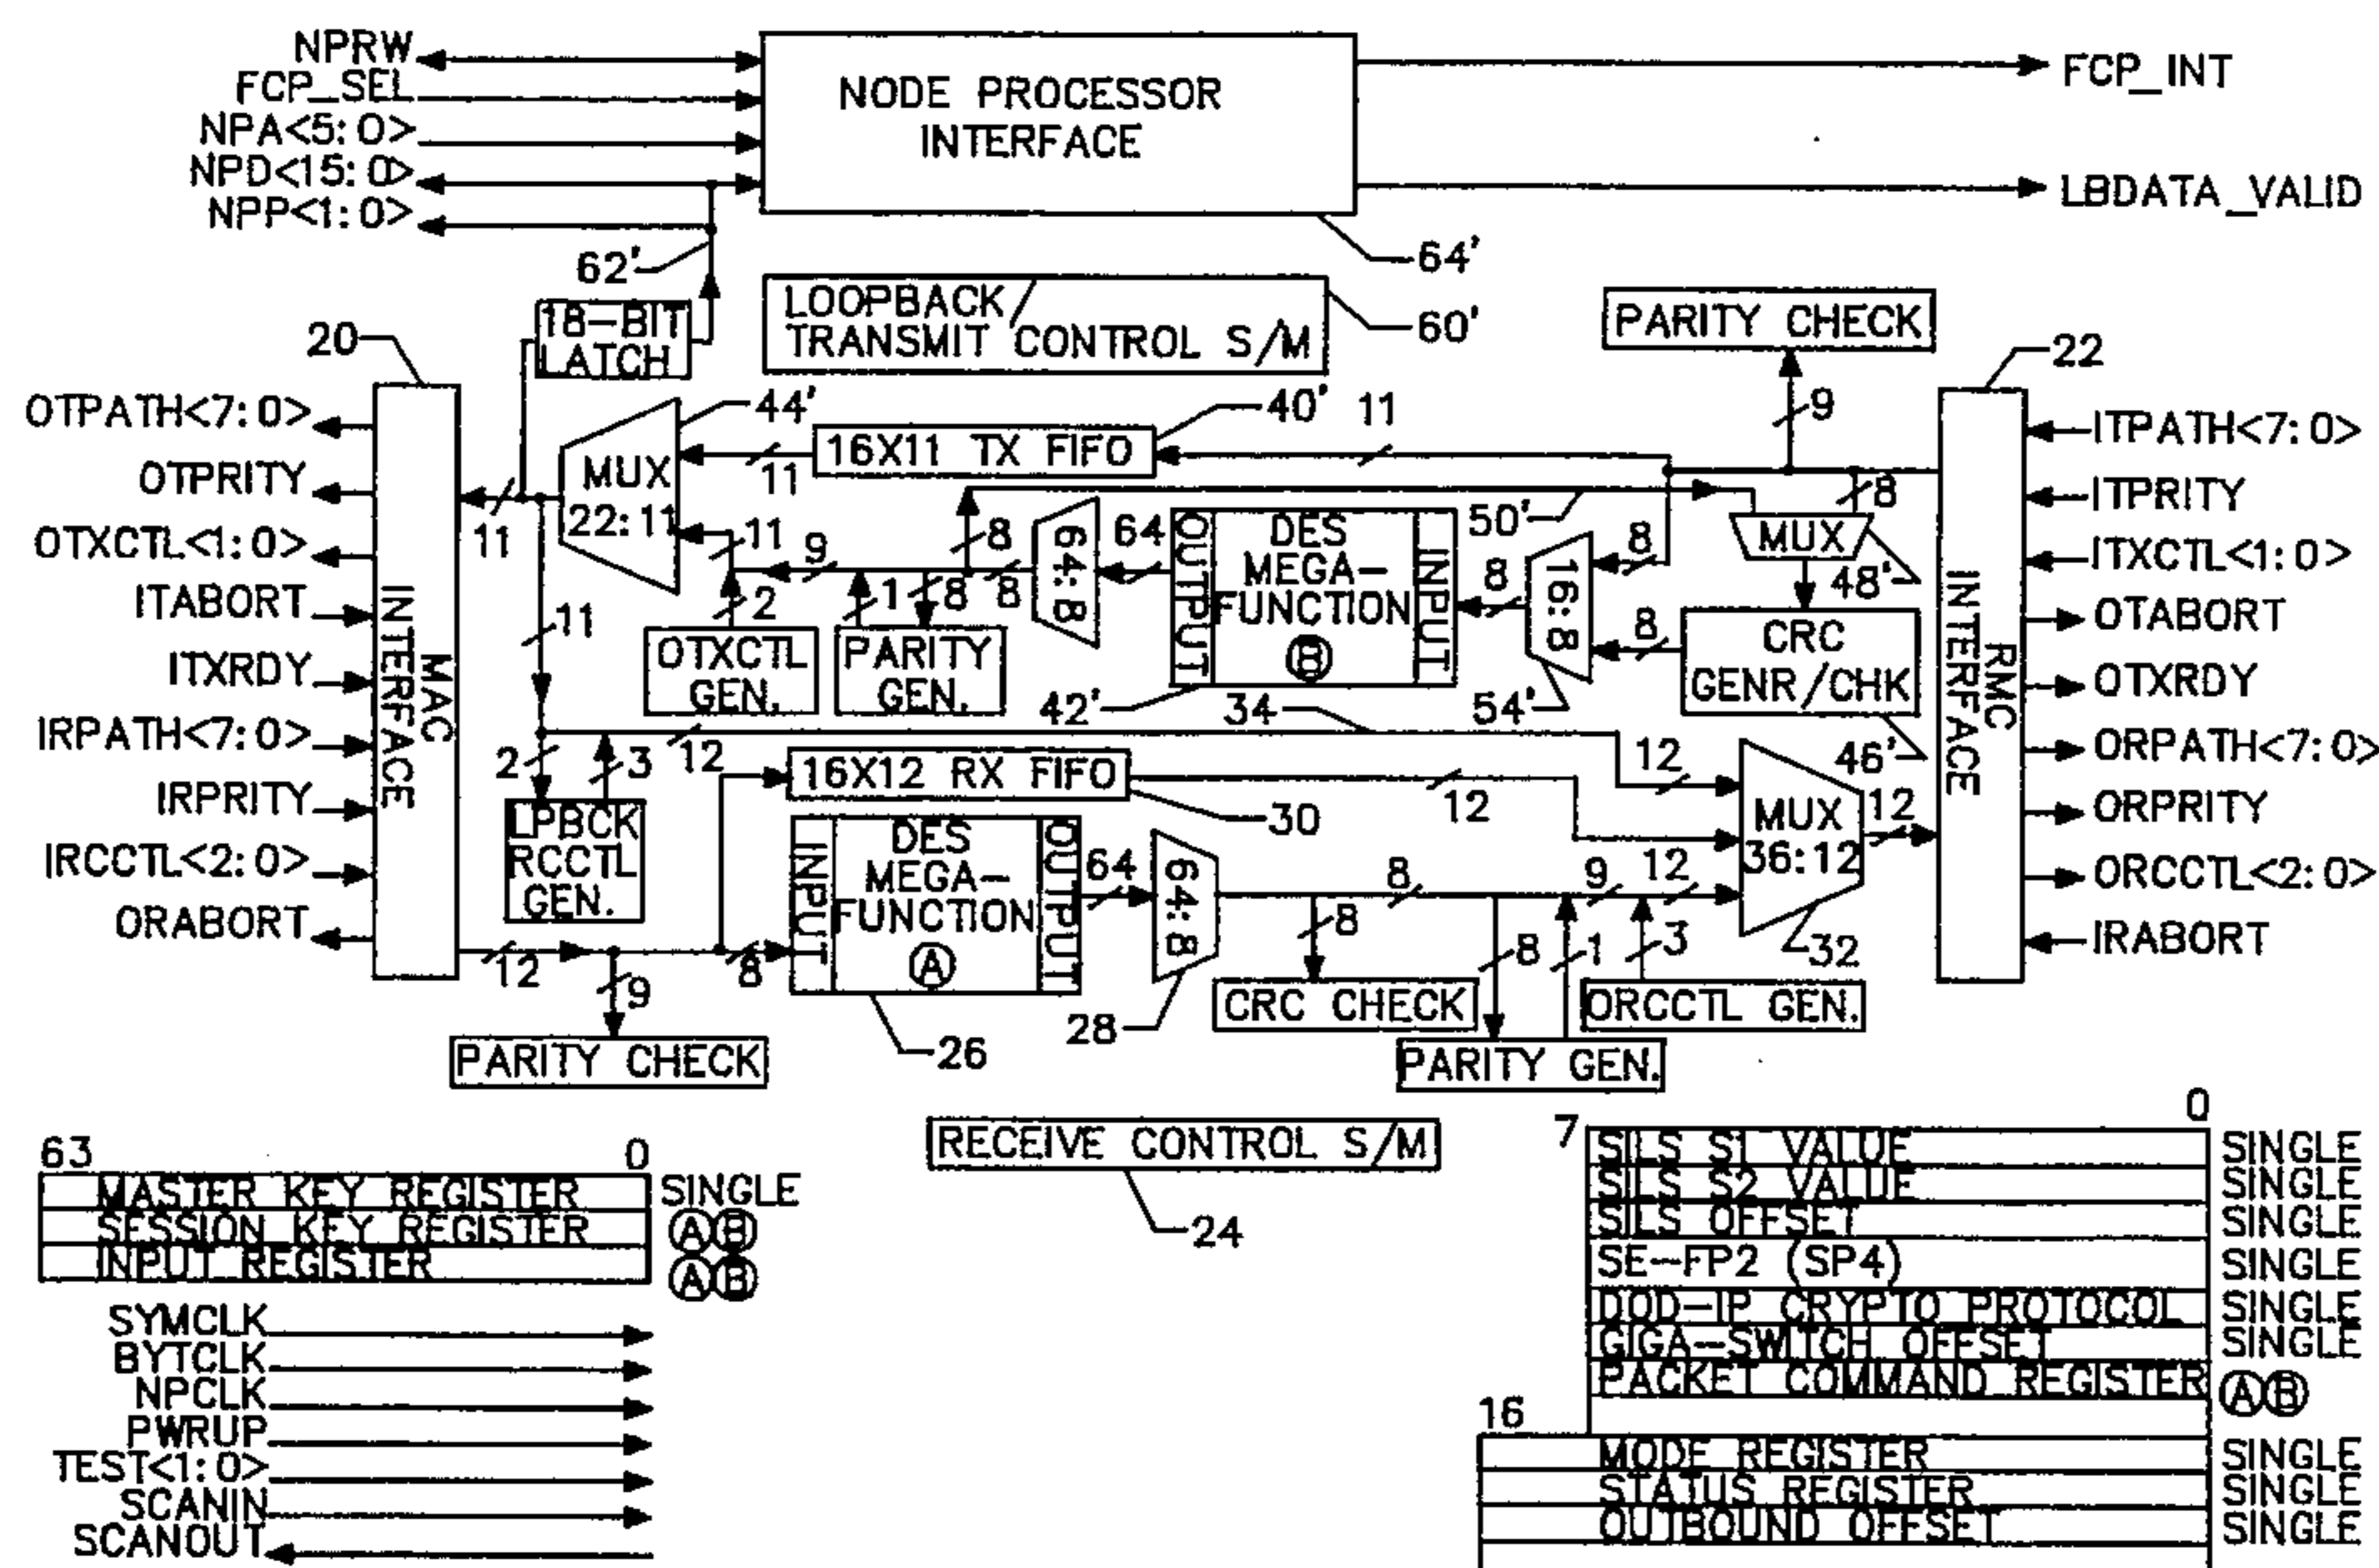 NPRW
FCP_SEL
NPA<5:0>
NPD<15:0>
NPP<1:0>
NODE PROCESSOR
INTERFACE
FCP_INT
LBDATA_VALID
62'
64'
18-BIT
LATCH
LOOPBACK/
TRANSMIT CONTROL S/M
60'
PARITY CHECK
20
22
OTPATH<7:0>
OTPRITY
OTXCTL<1:0>
ITABORT
ITXRDY
IRPATH<7:0>
IRPRITY
IRCCTL<2:0>
ORABORT
MAC
INTERFACE
44'
MUX
22:11
11
11
11
16X11 TX FIFO
40'
11
9
8
50'
MUX
48'
11
9
8
8
8
1
2
64:8
64
OTXCTL
GEN.
PARITY
GEN.
OUTPUT
DES
MEGA-
FUNCTION
B
INPUT
42'
8
16:8
8
8
54'
CRC
GENR/CHK
46'
RMC
INTERFACE
ITPATH<7:0>
ITPRITY
ITXCTL<1:0>
OTABORT
OTXRDY
ORPATH<7:0>
ORPRITY
ORCCTL<2:0>
IRABORT
34
2
3
12
12
LPBCK
RCCTL
GEN.
16X12 RX FIFO
12
30
MUX
36:12
12
32
INPUT
DES
MEGA-
FUNCTION
A
OUTPUT
64
64:8
8
9
12
12
9
8
8
8
1
3
26
28
CRC CHECK
ORCCTL GEN.
PARITY CHECK
PARITY GEN.
RECEIVE CONTROL S/M
24
63
0
MASTER KEY REGISTER SINGLE
SESSION KEY REGISTER A B
INPUT REGISTER A B
SYMCLK
BYTCLK
NPCLK
PWRUP
TEST<1:0>
SCANIN
SCANOUT
7
0
SILS S1 VALUE SINGLE
SILS S2 VALUE SINGLE
SILS OFFSET SINGLE
SE-FP2 (SP4) SINGLE
DOD-IP CRYPTO PROTOCOL SINGLE
GIGA-SWITCH OFFSET SINGLE
PACKET COMMAND REGISTER A B
16
MODE REGISTER SINGLE
STATUS REGISTER SINGLE
OUTBOUND OFFSET SINGLE